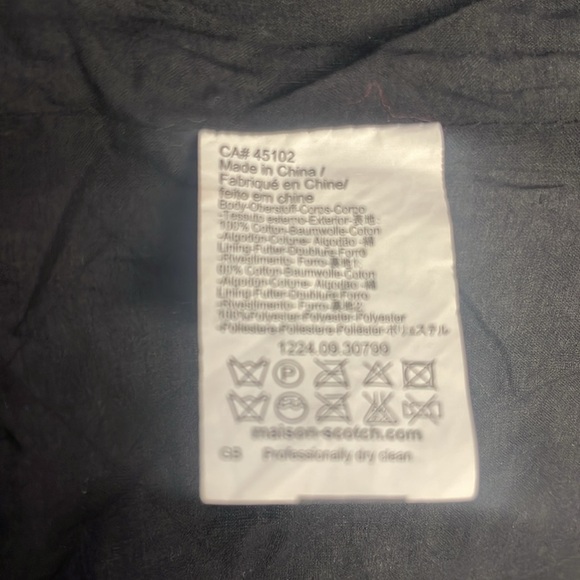 CA# 45102
Made in China /
Fabriqué en Chine/
feito em chine
Body-Oberstoff-Corps-Corpo
-Tessuto esterno-Exterior-表地:
100% Cotton-Baumwolle-Coton
-Algodon-Cotone- Algodão -綿
Lining-Futter-Doublure-Forro
-Rivestimento- Forro-裏地1:
100% Cotton-Baumwolle-Coton
-Algodon-Cotone- Algodão -綿
Lining-Futter-Doublure-Forro
-Rivestimento- Forro-裏地2:
100%Polyester-Polyester-Polyester
-Poliestere-Poliestere-Poliéster-ポリエステル
1224.09.30799
P
maison-scotch.com
GB Professionally dry clean